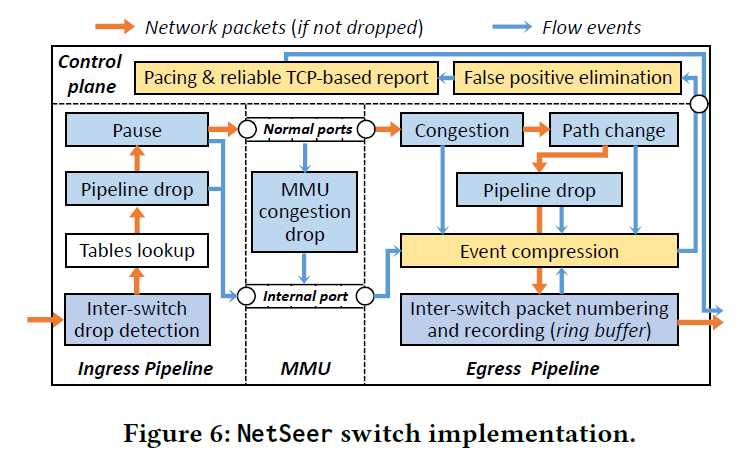 Network packets (if not dropped)
Flow events
Control
plane
Pacing & reliable TCP-based report
False positive elimination
Pause
Normal ports
Congestion
Path change
Pipeline drop
MMU
congestion
drop
Pipeline drop
Tables lookup
Event compression
Inter-switch
drop detection
Internal port
Inter-switch packet numbering
and recording (ring buffer)
Ingress Pipeline
MMU
Egress Pipeline
Figure 6: NetSeer switch implementation.